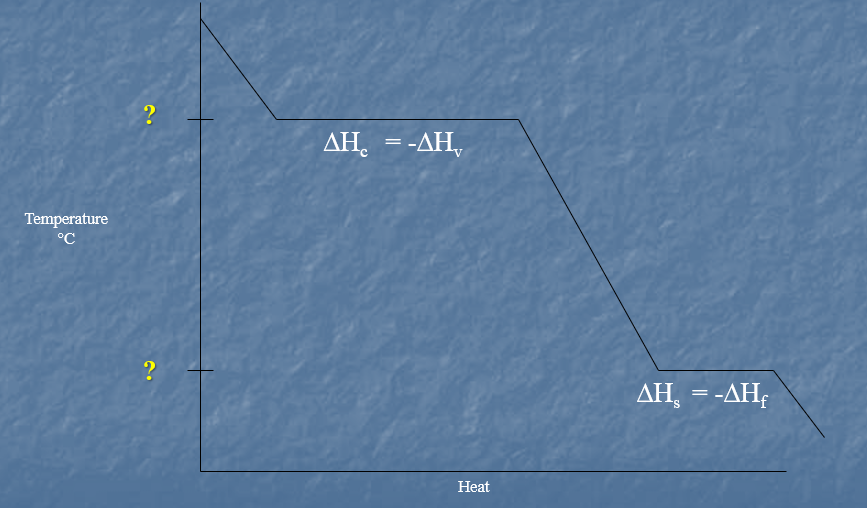 ?
ΔHc = -ΔHv
Temperature
°C
?
ΔHs = -ΔHf
Heat